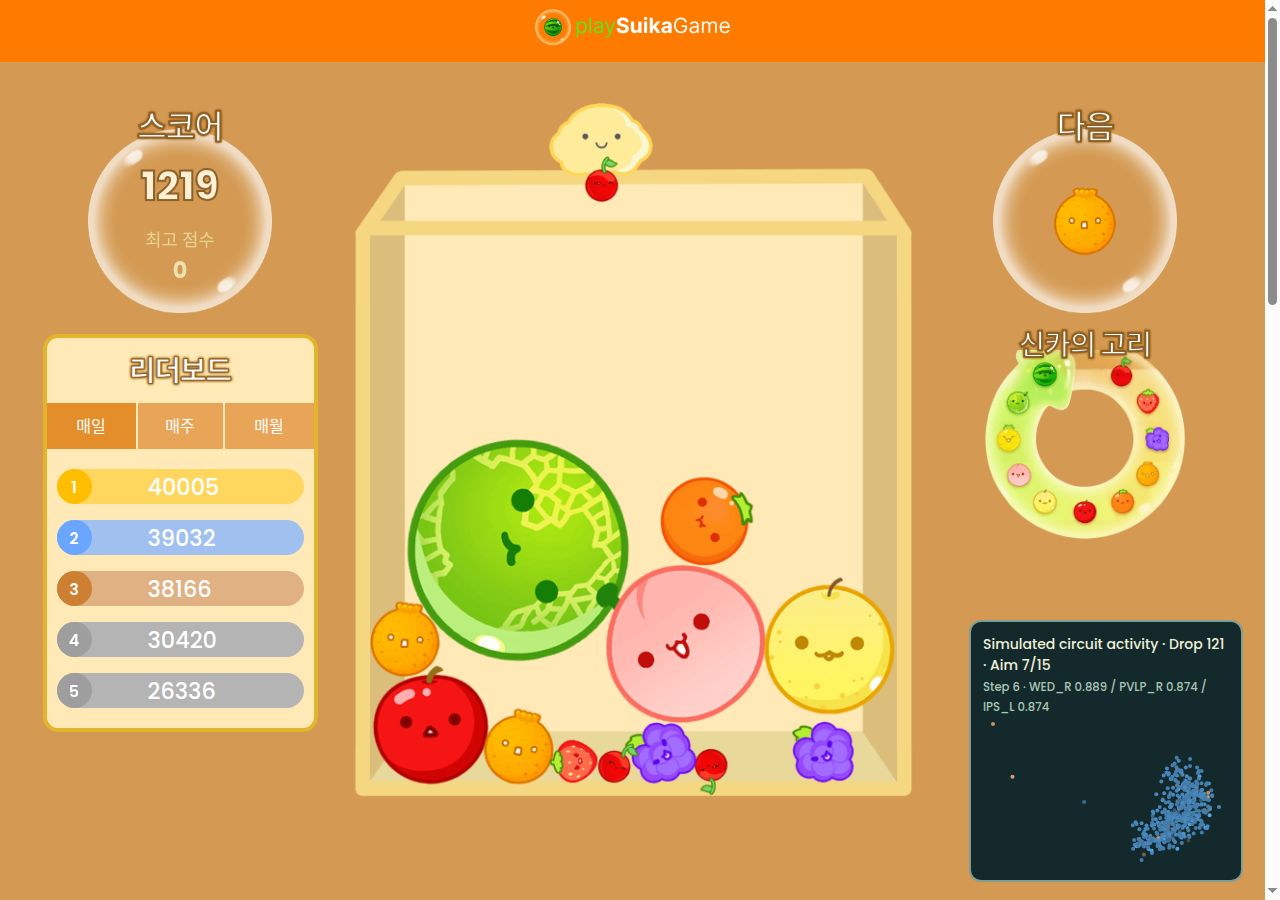 playSuikaGame
스코어
1219
최고 점수
0
다음
신카의 고리
리더보드
매일 매주 매월
1 40005
2 39032
3 38166
4 30420
5 26336
Simulated circuit activity · Drop 121
· Aim 7/15
Step 6 · WED_R 0.889 / PVLP_R 0.874 /
IPS_L 0.874